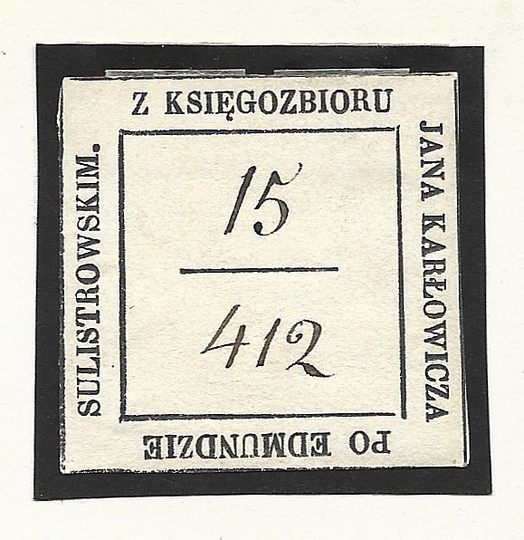 Z KSIĘGOZBIORU
JANA KARŁOWICZA
PO EDMUNDZIE
SULISTROWSKIM.
15
412